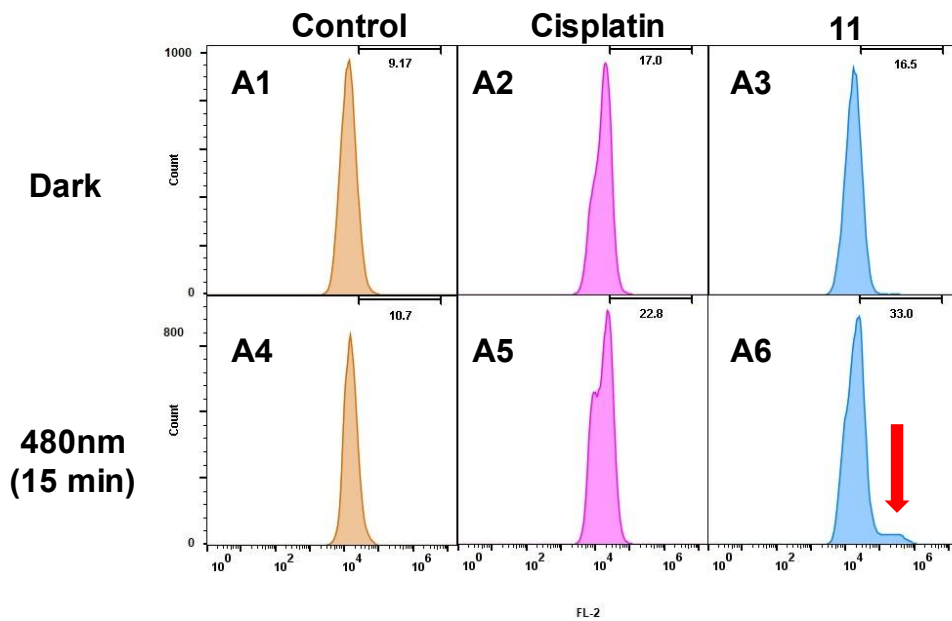 Control Cisplatin 11
Dark
1000
Count
0
A1
9.17
A2
17.0
A3
16.5
480nm
(15 min)
800
Count
0
A4
10.7
A5
22.8
A6
33.0
10^0 10^2 10^4 10^6 10^0 10^2 10^4 10^6 10^0 10^2 10^4 10^6
FL-2